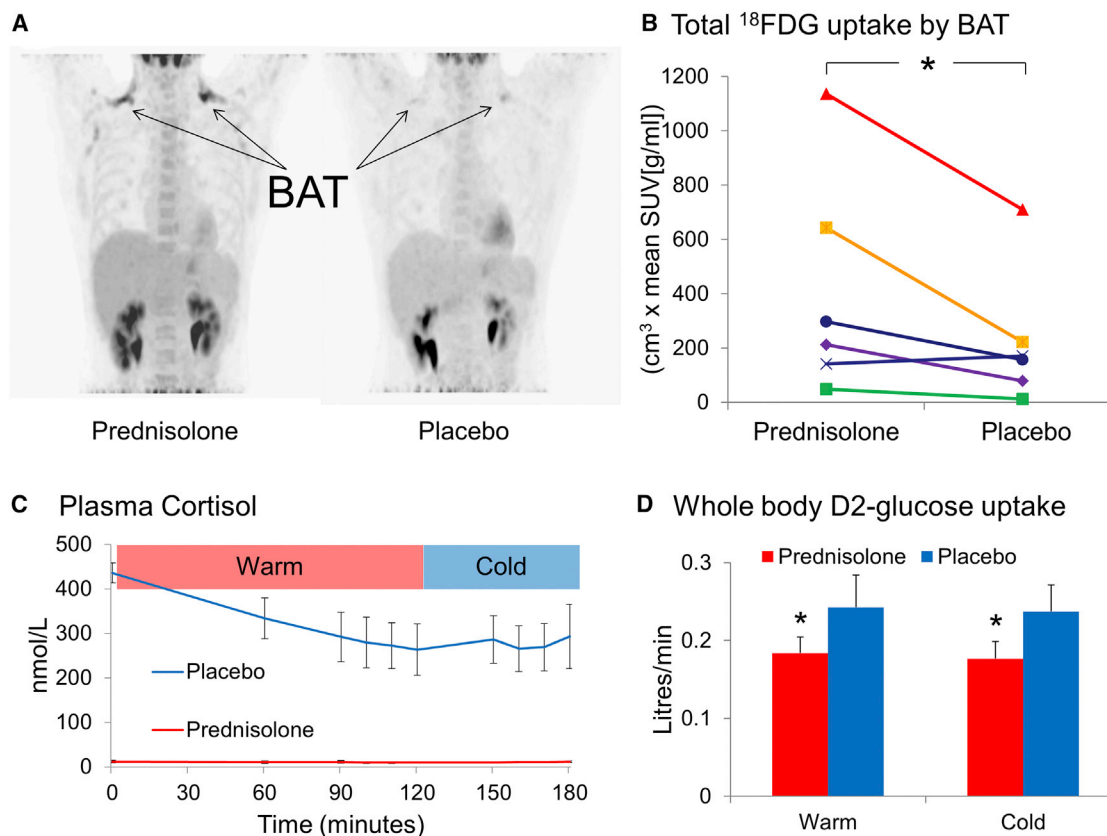 A
BAT
Prednisolone
Placebo
B Total ¹⁸FDG uptake by BAT
*
(cm³ x mean SUV[g/ml])
1200
1000
800
600
400
200
0
Prednisolone
Placebo
C Plasma Cortisol
nmol/L
500
400
300
200
100
0
Warm
Cold
Placebo
Prednisolone
0 30 60 90 120 150 180
Time (minutes)
D Whole body D2-glucose uptake
Prednisolone
Placebo
Litres/min
0.3
0.2
0.1
0
*
*
Warm
Cold